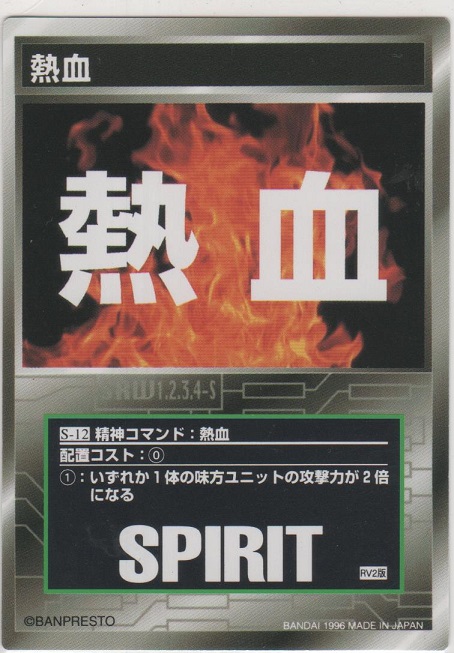 熱血
熱血
SRW1.2.3.4-S
S-12 精神コマンド：熱血
配置コスト：⓪
①：いずれか1体の味方ユニットの攻撃力が2倍
になる
SPIRIT
RV2版
©BANPRESTO
BANDAI 1996 MADE IN JAPAN